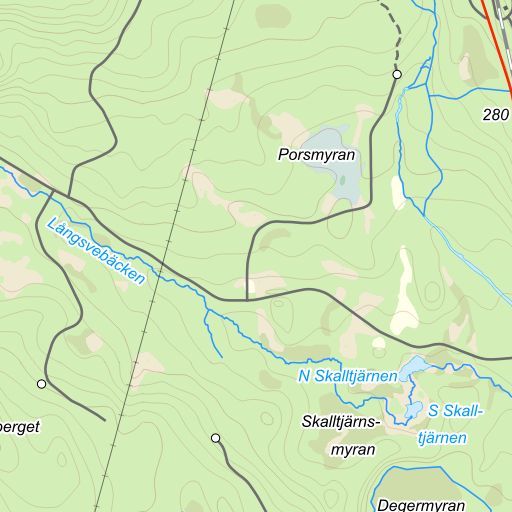 280
Porsmyran
Långsvebäcken
N Skalltjärnen
S Skall-
tjärnen
Skalltjärns-
myran
berget
Degermyran